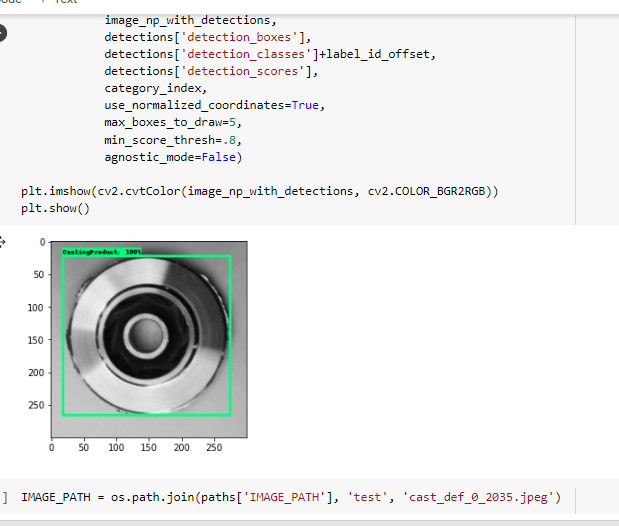 Text
image_np_with_detections,
detections['detection_boxes'],
detections['detection_classes']+label_id_offset,
detections['detection_scores'],
category_index,
use_normalized_coordinates=True,
max_boxes_to_draw=5,
min_score_thresh=.8,
agnostic_mode=False)
plt.imshow(cv2.cvtColor(image_np_with_detections, cv2.COLOR_BGR2RGB))
plt.show()
0
CastingProduct: 100%
50
100
150
200
250
0 50 100 150 200 250
] IMAGE_PATH = os.path.join(paths['IMAGE_PATH'], 'test', 'cast_def_0_2035.jpeg')